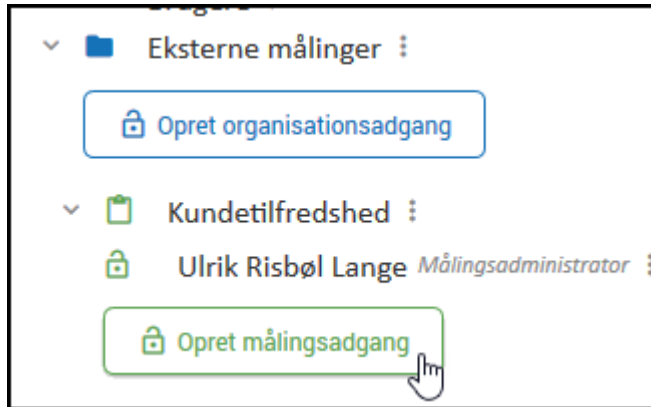 Eksterne målinger
Opret organisationsadgang
Kundetilfredshed
Ulrik Risbøl Lange Målingsadministrator
Opret målingsadgang